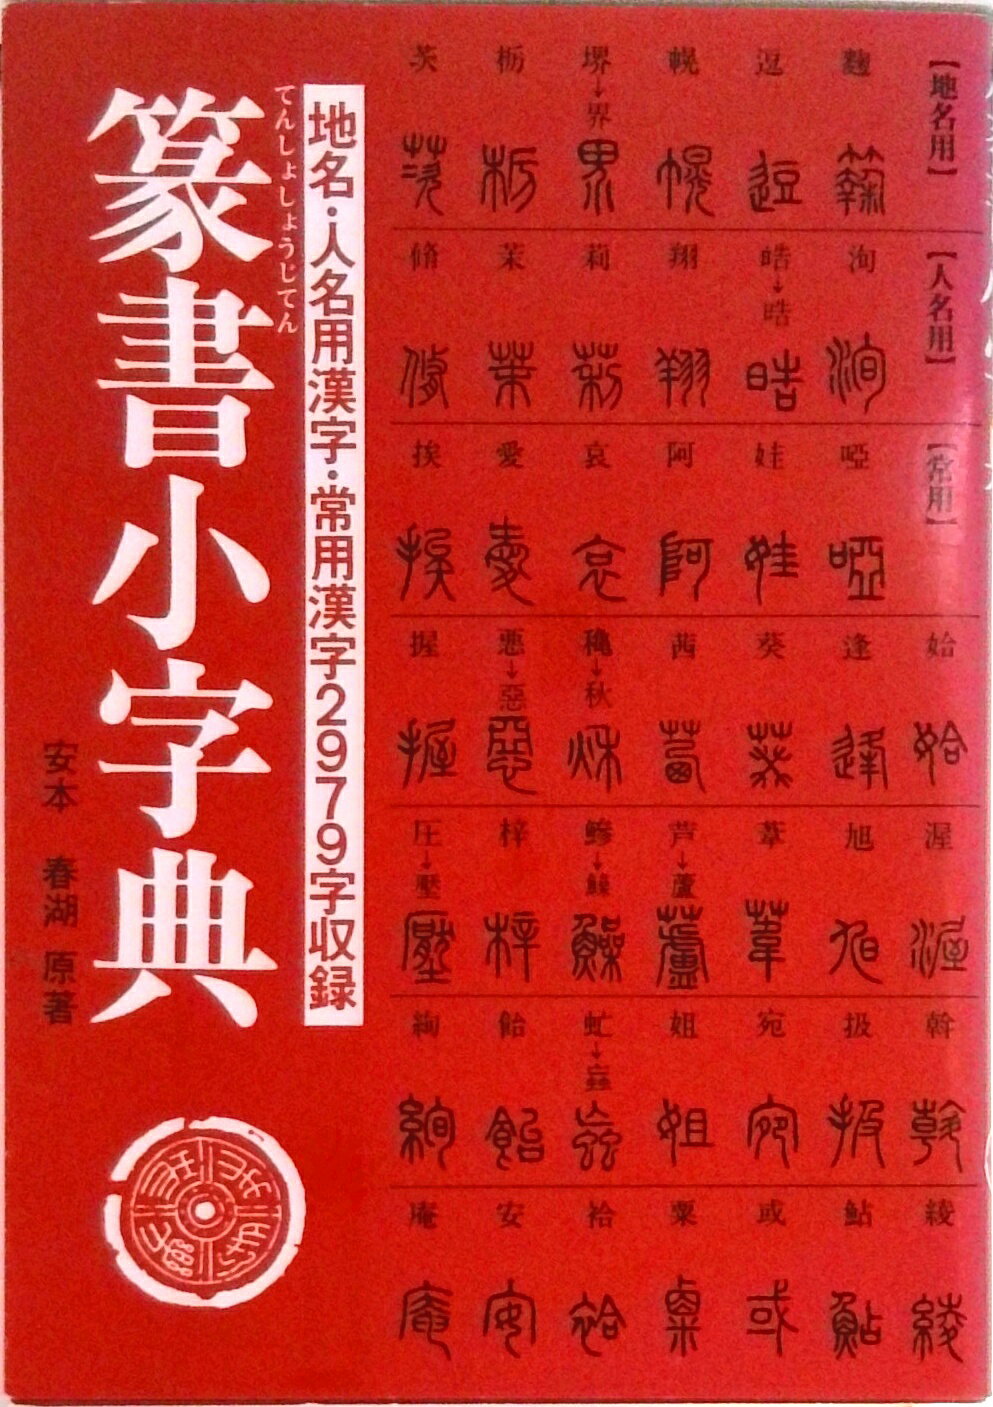 篆書小字典
てんしょしょうじてん
地名・人名用漢字・常用漢字2979字収録
安本 春湖 原著
【地名用】
麹 逗 幌 堺→界 栃 茨
【人名用】
洵 皓→晧 翔 莉 茉 脩
【常用】
啞 娃 阿 哀 愛 挨
始 逢 葵 茜 穐→秋 悪→惡 握
渥 旭 葦 芦→蘆 鯵→鱢 梓 圧→壓
斡 扱 宛 姐 虻→蝱 飴 絢
綾 鮎 或 粟 袷 安 庵